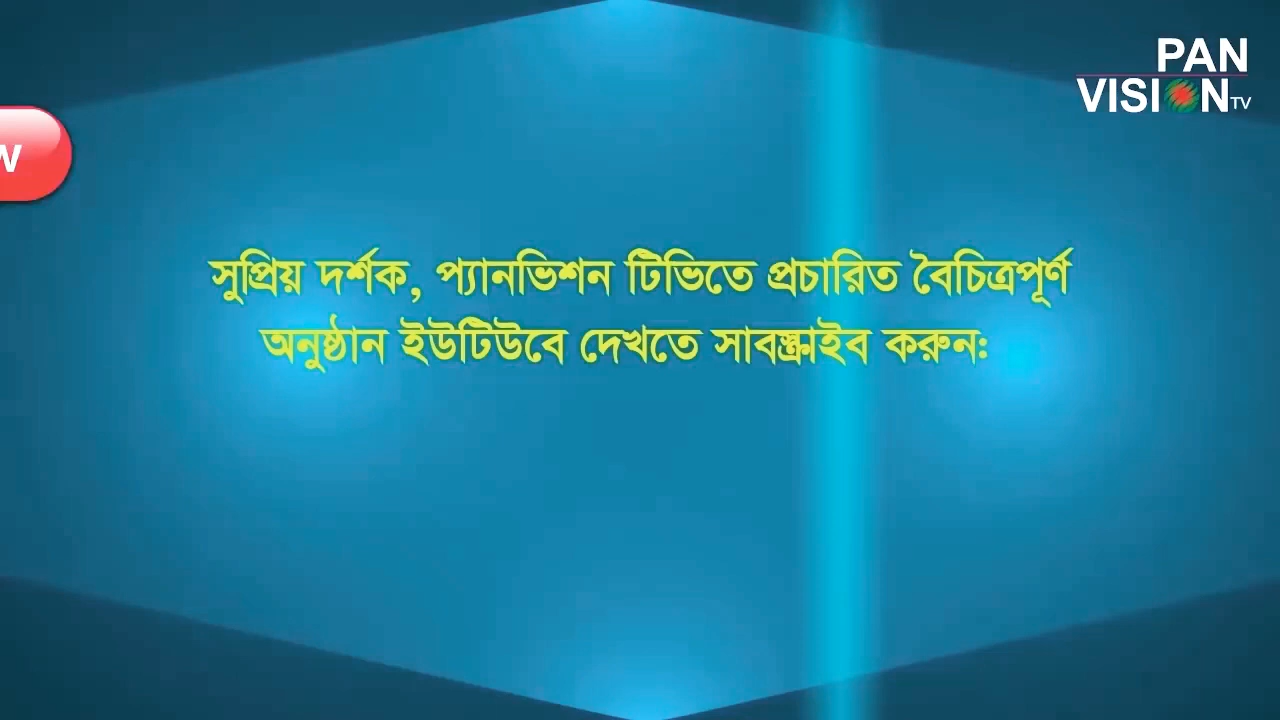 PAN
VISION TV
W
সুপ্রিয় দর্শক, প্যানভিশন টিভিতে প্রচারিত বৈচিত্রপূর্ণ
অনুষ্ঠান ইউটিউবে দেখতে সাবস্ক্রাইব করুন: